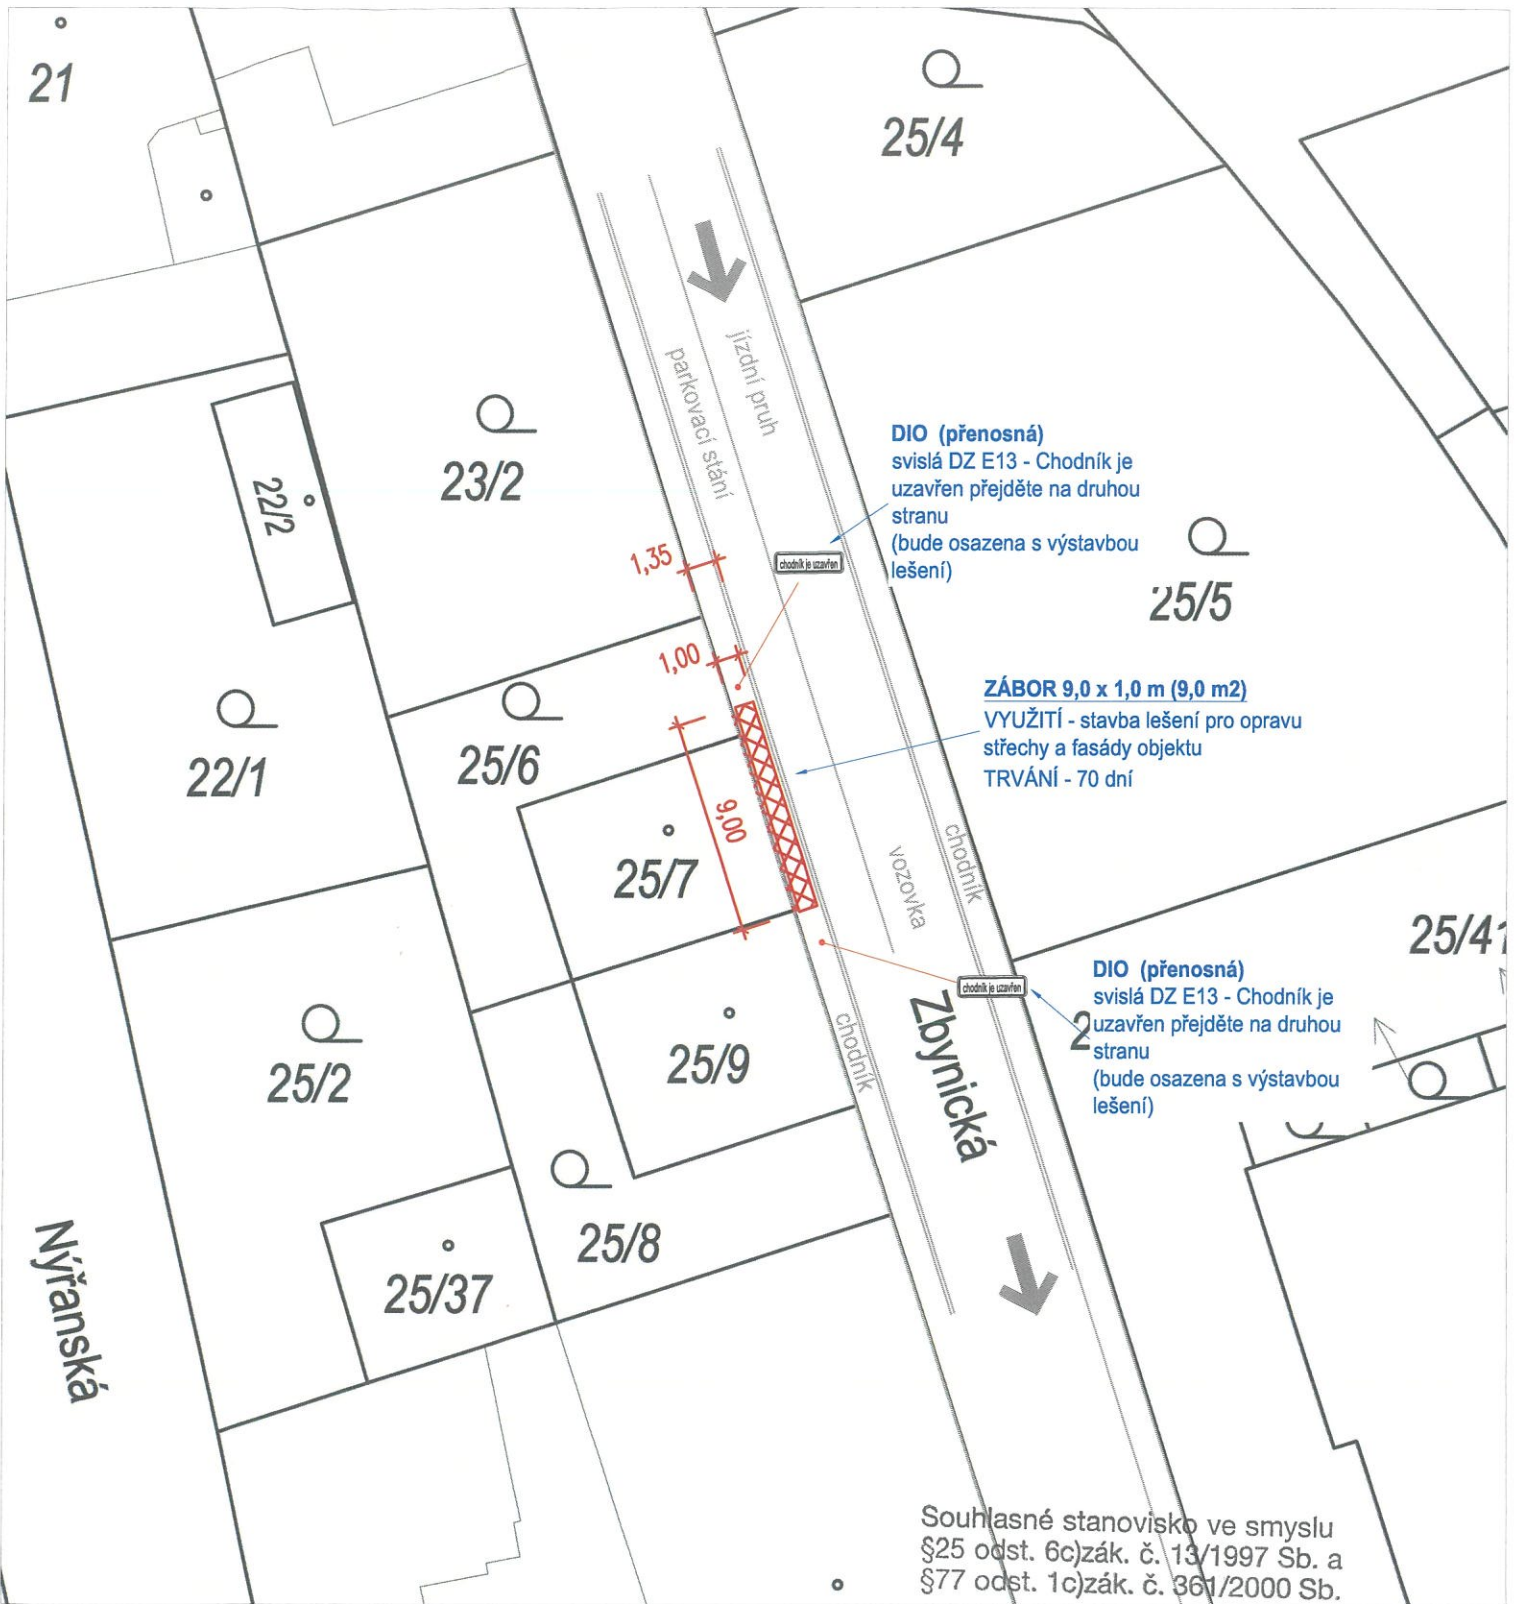 21
25/4
jízdní pruh
parkovací stání
22/2
23/2
DIO (přenosná)
svislá DZ E13 - Chodník je
uzavřen přejděte na druhou
stranu
(bude osazena s výstavbou
lešení)
chodník je uzavřen
1,35
25/5
1,00
ZÁBOR 9,0 x 1,0 m (9,0 m2)
VYUŽITÍ - stavba lešení pro opravu
střechy a fasády objektu
TRVÁNÍ - 70 dní
22/1
25/6
9,00
25/7
vozovka
chodník
25/41
DIO (přenosná)
svislá DZ E13 - Chodník je
uzavřen přejděte na druhou
stranu
(bude osazena s výstavbou
lešení)
chodník je uzavřen
2
Zbynická
chodník
25/9
25/2
25/8
25/37
Nýřanská
Souhlasné stanovisko ve smyslu
§25 odst. 6c)zák. č. 13/1997 Sb. a
§77 odst. 1c)zák. č. 361/2000 Sb.